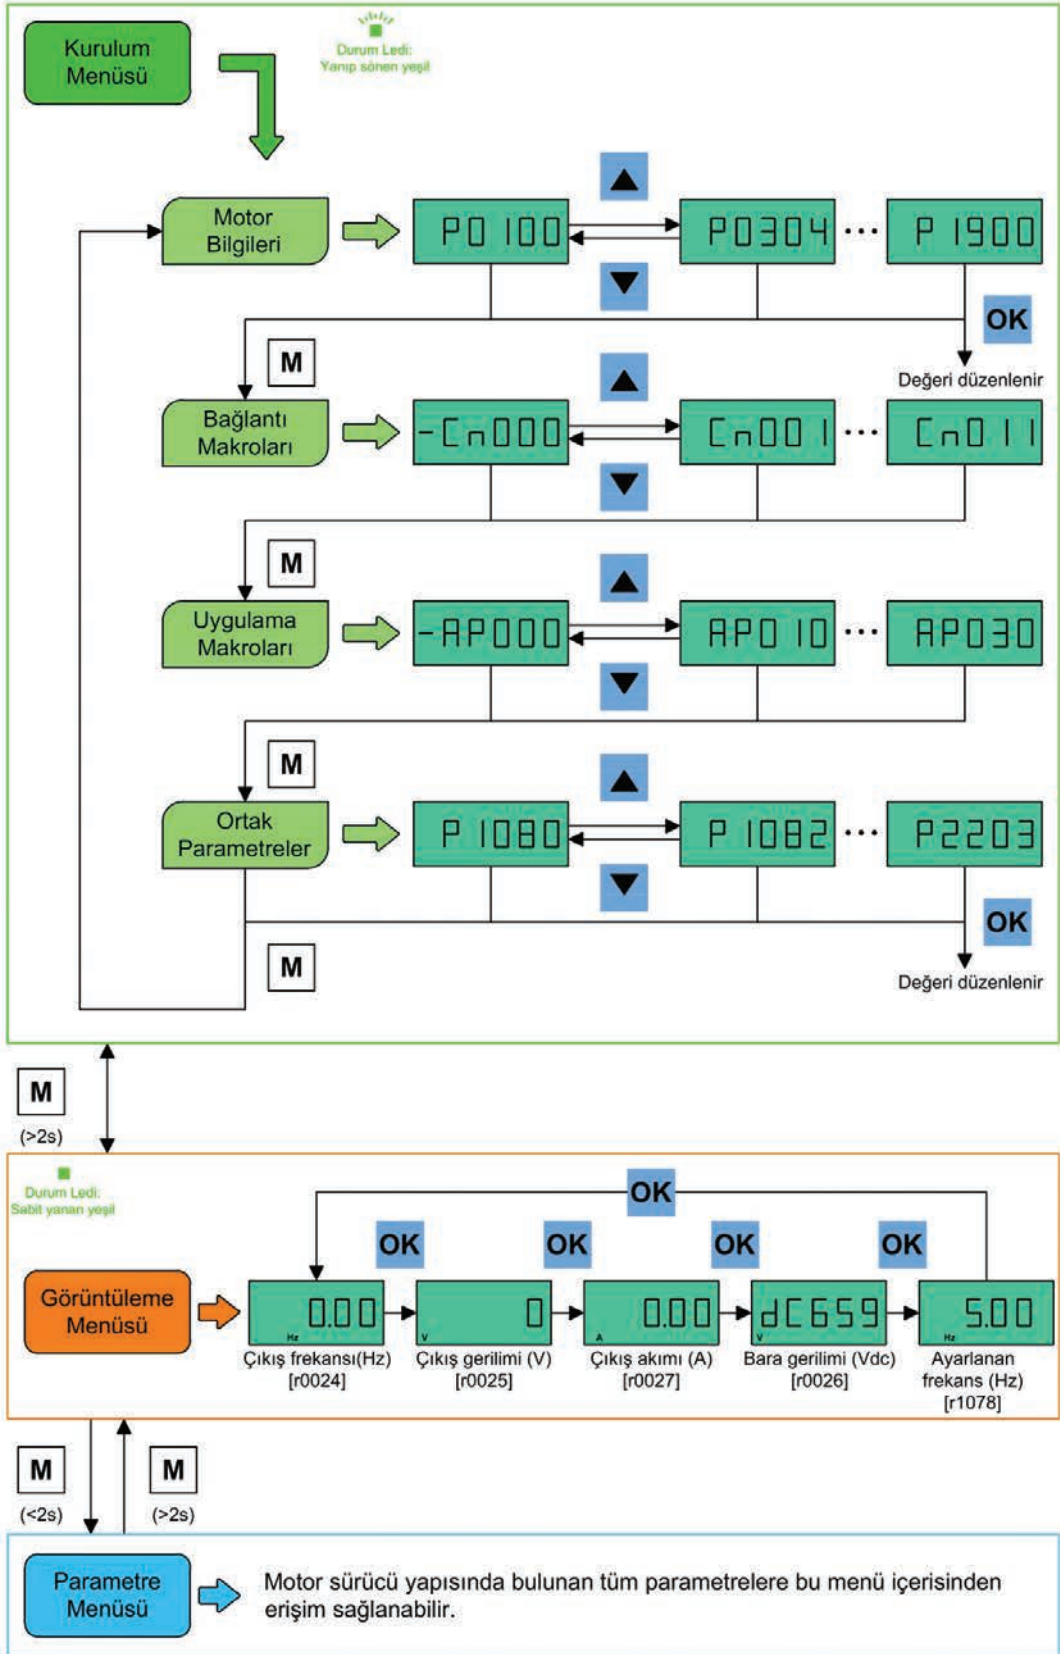 Kurulum
Menüsü
Durum Ledi:
Yanıp sönen yeşil
Motor
Bilgileri
P0100
P0304 ... P1900
OK
Değeri düzenlenir
M
Bağlantı
Makroları
-Cn000
Cn001 ... Cn011
M
Uygulama
Makroları
-AP000
AP010 ... AP030
M
Ortak
Parametreler
P1080
P1082 ... P2203
OK
M
Değeri düzenlenir
M
(>2s)
Durum Ledi:
Sabit yanan yeşil
OK
OK OK OK OK
Görüntüleme
Menüsü
0.00
Hz
Çıkış frekansı(Hz)
[r0024]
0
V
Çıkış gerilimi (V)
[r0025]
0.00
A
Çıkış akımı (A)
[r0027]
dC659
V
Bara gerilimi (Vdc)
[r0026]
5.00
Hz
Ayarlanan
frekans (Hz)
[r1078]
M
(<2s)
M
(>2s)
Parametre
Menüsü
Motor sürücü yapısında bulunan tüm parametrelere bu menü içerisinden
erişim sağlanabilir.